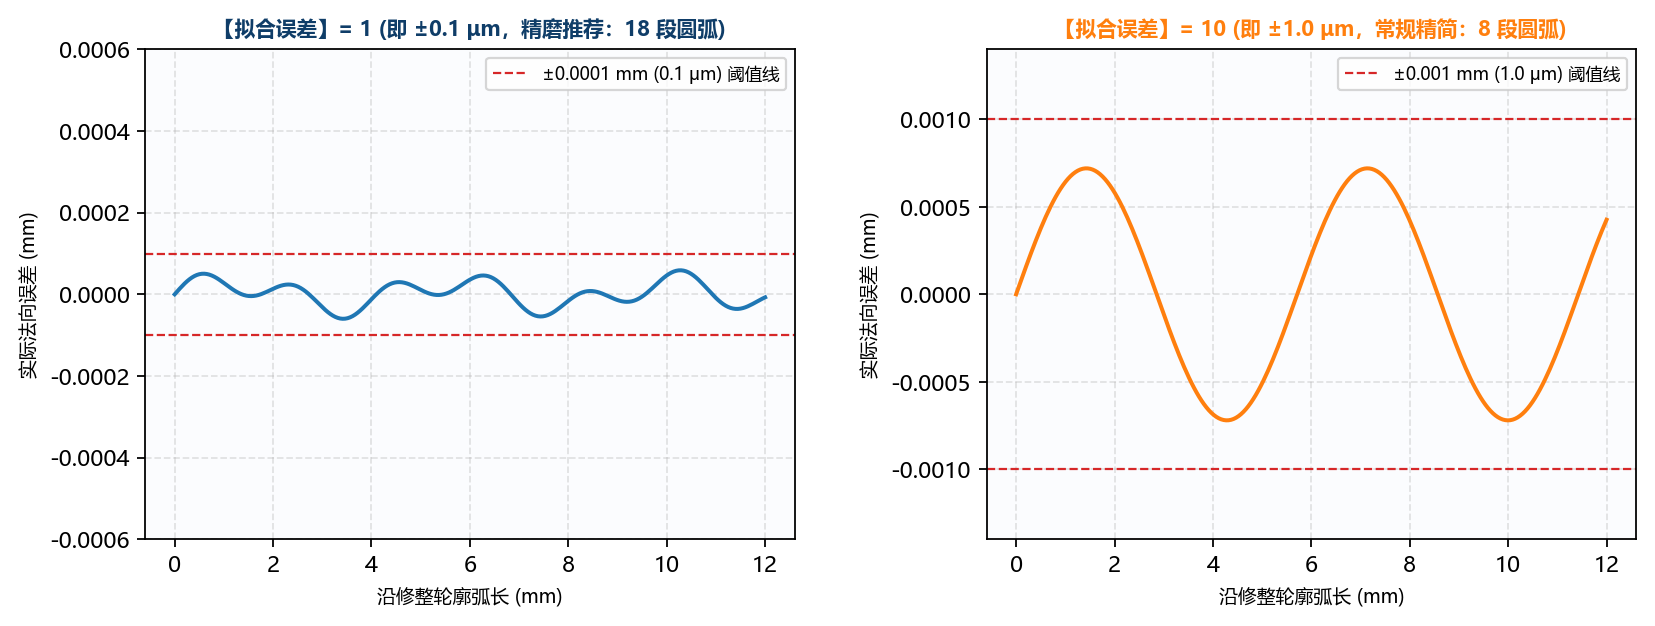 【拟合误差】= 1 (即 ±0.1 μm，精磨推荐：18 段圆弧)
±0.0001 mm (0.1 μm) 阈值线
0.0006
0.0004
0.0002
0.0000
-0.0002
-0.0004
-0.0006
实际法向误差 (mm)
0 2 4 6 8 10 12
沿修整轮廓弧长 (mm)
【拟合误差】= 10 (即 ±1.0 μm，常规精简：8 段圆弧)
±0.001 mm (1.0 μm) 阈值线
0.0010
0.0005
0.0000
-0.0005
-0.0010
实际法向误差 (mm)
0 2 4 6 8 10 12
沿修整轮廓弧长 (mm)